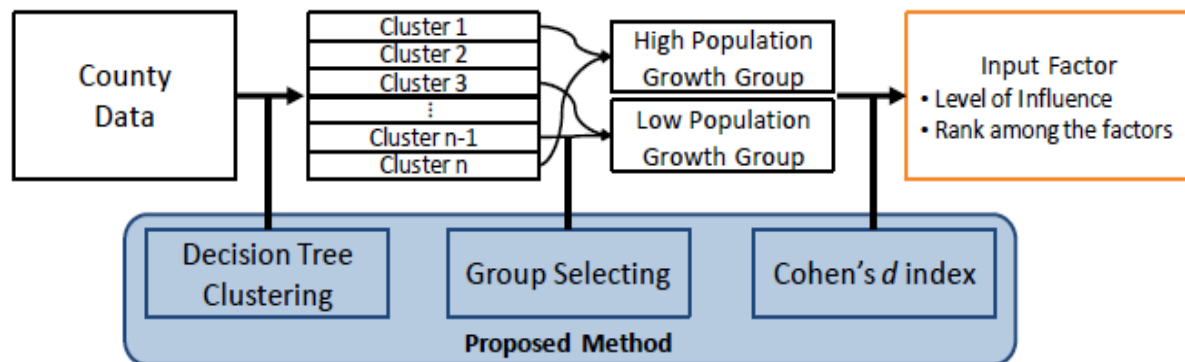 County
Data
Cluster 1
Cluster 2
Cluster 3
⋮
Cluster n-1
Cluster n
High Population
Growth Group
Low Population
Growth Group
Input Factor
• Level of Influence
• Rank among the factors
Decision Tree
Clustering
Group Selecting
Cohen's d index
Proposed Method